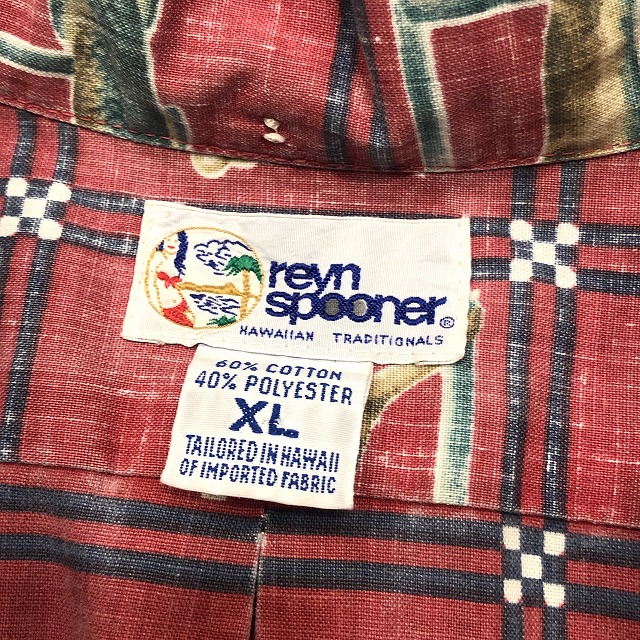 reyn
spooner®
HAWAIIAN TRADITIONALS
60% COTTON
40% POLYESTER
XL
TAILORED IN HAWAII
OF IMPORTED FABRIC